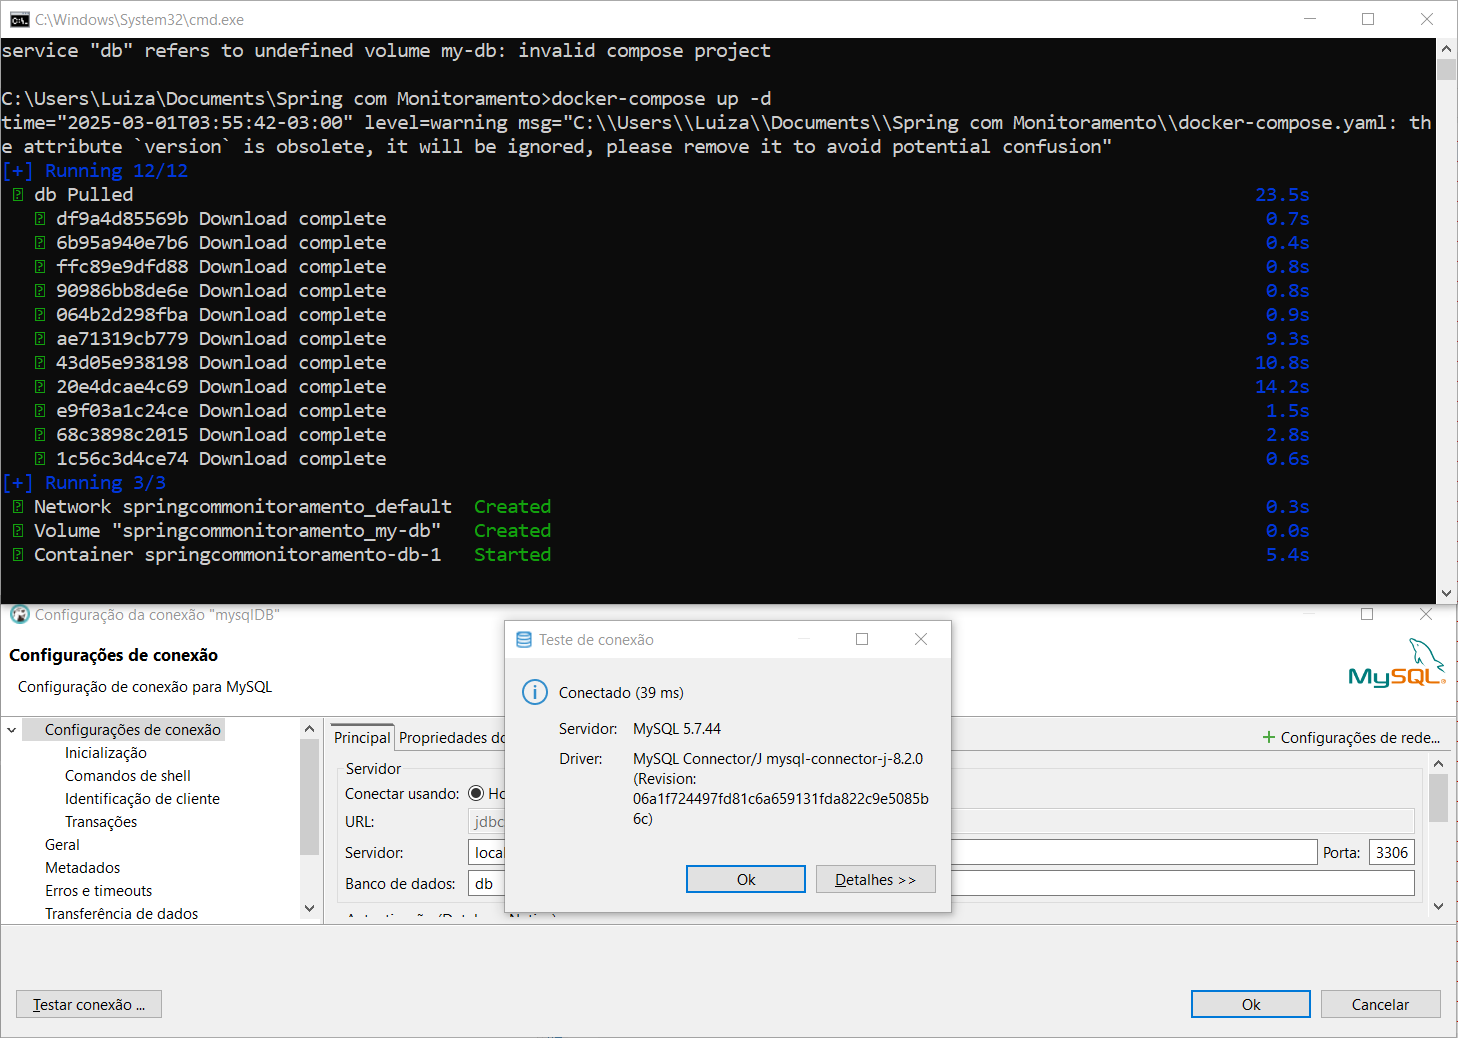 C:\Windows\System32\cmd.exe
service "db" refers to undefined volume my-db: invalid compose project
C:\Users\Luiza\Documents\Spring com Monitoramento>docker-compose up -d
time="2025-03-01T03:55:42-03:00" level=warning msg="C:\\Users\\Luiza\\Documents\\Spring com Monitoramento\\docker-compose.yaml: th
e attribute `version` is obsolete, it will be ignored, please remove it to avoid potential confusion"
[+] Running 12/12
db Pulled 23.5s
df9a4d85569b Download complete 0.7s
6b95a940e7b6 Download complete 0.4s
ffc89e9dfd88 Download complete 0.8s
90986bb8de6e Download complete 0.8s
064b2d298fba Download complete 0.9s
ae71319cb779 Download complete 9.3s
43d05e938198 Download complete 10.8s
20e4dcae4c69 Download complete 14.2s
e9f03a1c24ce Download complete 1.5s
68c3898c2015 Download complete 2.8s
1c56c3d4ce74 Download complete 0.6s
[+] Running 3/3
Network springcommonitoramento_default Created 0.3s
Volume "springcommonitoramento_my-db" Created 0.0s
Container springcommonitoramento-db-1 Started 5.4s
Configuração da conexão "mysqlDB"
Configurações de conexão
Configuração de conexão para MySQL
MySQL
Configurações de conexão
Inicialização
Comandos de shell
Identificação de cliente
Transações
Geral
Metadados
Erros e timeouts
Transferência de dados
Principal
Propriedades do
+ Configurações de rede...
Servidor
Conectar usando: Ho
URL: jdbc
Servidor: local
Porta: 3306
Banco de dados: db
Teste de conexão
Conectado (39 ms)
Servidor: MySQL 5.7.44
Driver: MySQL Connector/J mysql-connector-j-8.2.0
(Revision:
06a1f724497fd81c6a659131fda822c9e5085b
6c)
Ok
Detalhes >>
Testar conexão ...
Ok
Cancelar